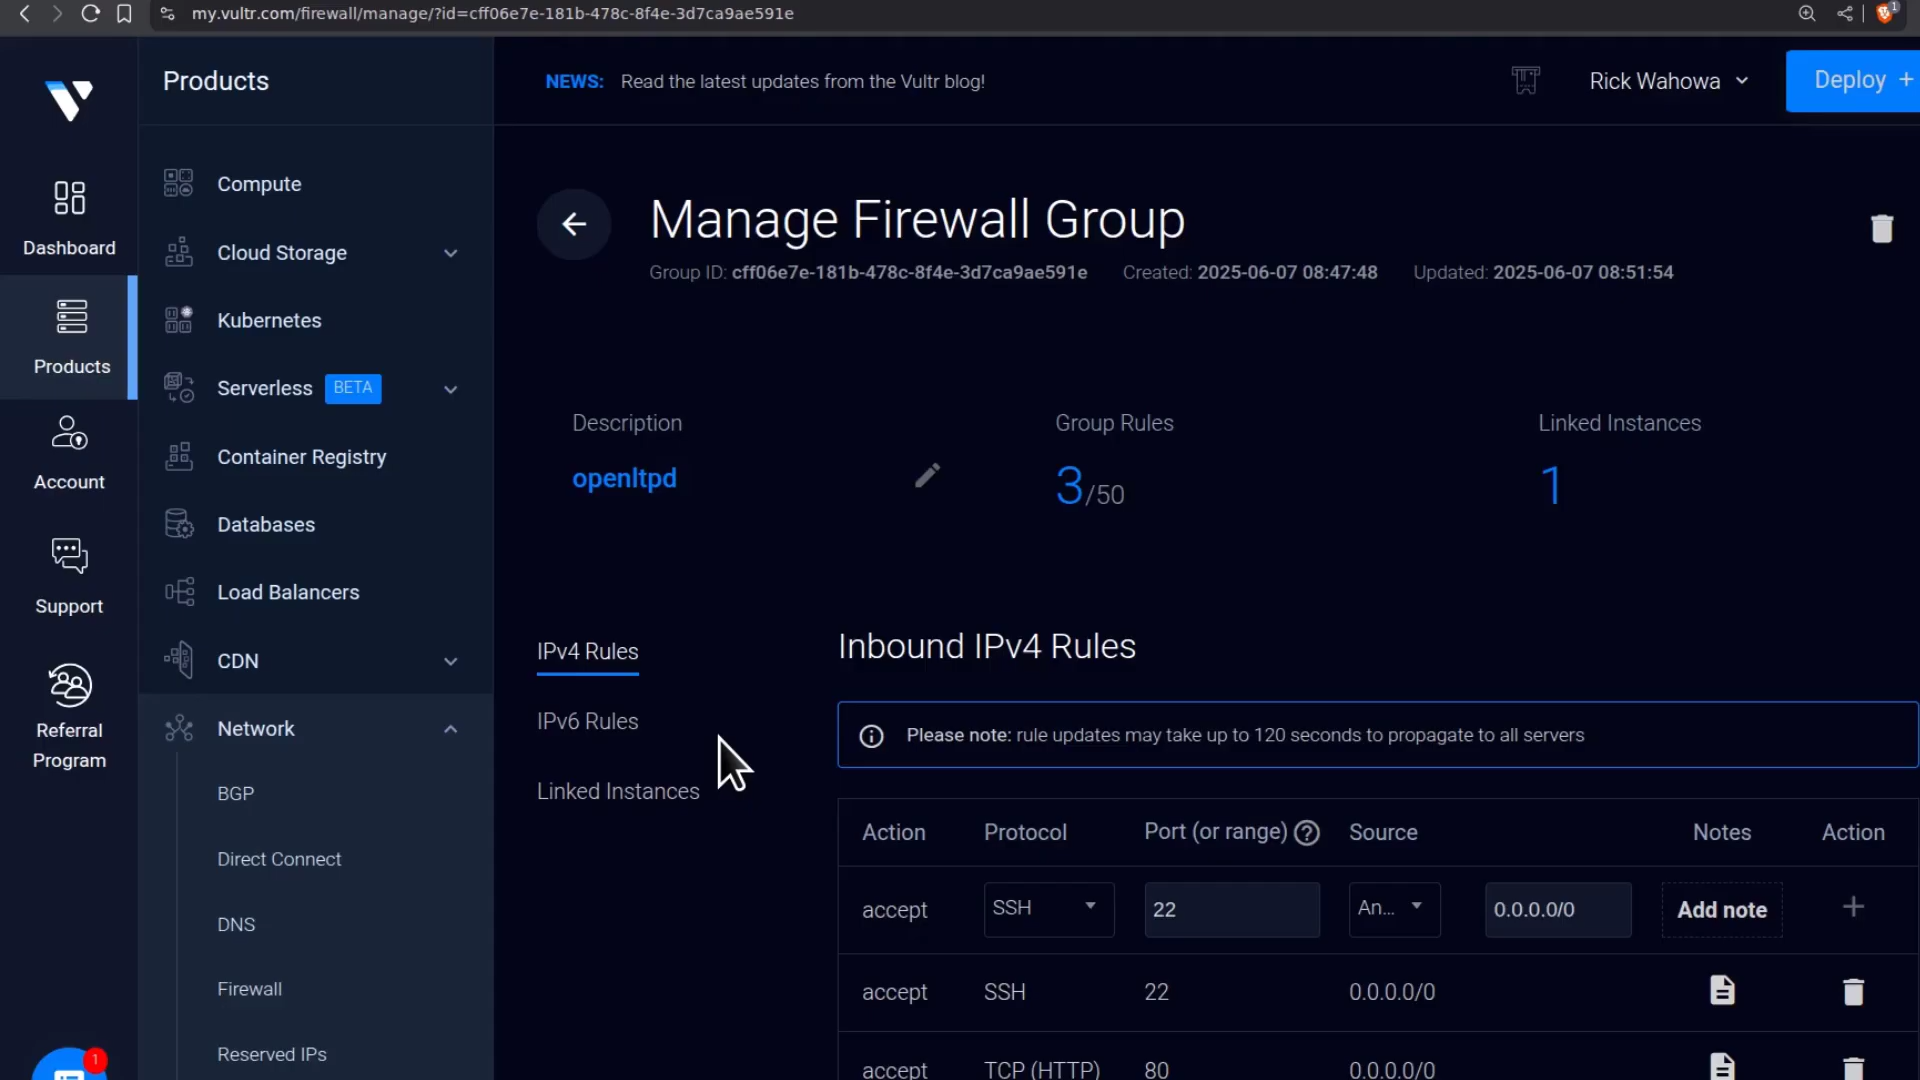 my.vultr.com/firewall/manage/?id=cff06e7e-181b-478c-8f4e-3d7ca9ae591e
1
Products
NEWS: Read the latest updates from the Vultr blog!
Rick Wahowa
Deploy +
Dashboard
Products
Account
Support
Referral
Program
1
Compute
Cloud Storage
Kubernetes
Serverless BETA
Container Registry
Databases
Load Balancers
CDN
Network
BGP
Direct Connect
DNS
Firewall
Reserved IPs
Manage Firewall Group
Group ID: cff06e7e-181b-478c-8f4e-3d7ca9ae591e Created: 2025-06-07 08:47:48 Updated: 2025-06-07 08:51:54
Description
openltpd
Group Rules
3/50
Linked Instances
1
IPv4 Rules
IPv6 Rules
Linked Instances
Inbound IPv4 Rules
Please note: rule updates may take up to 120 seconds to propagate to all servers
Action Protocol Port (or range) ? Source Notes Action
accept SSH 22 An... 0.0.0.0/0 Add note +
accept SSH 22 0.0.0.0/0
accept TCP (HTTP) 80 0.0.0.0/0